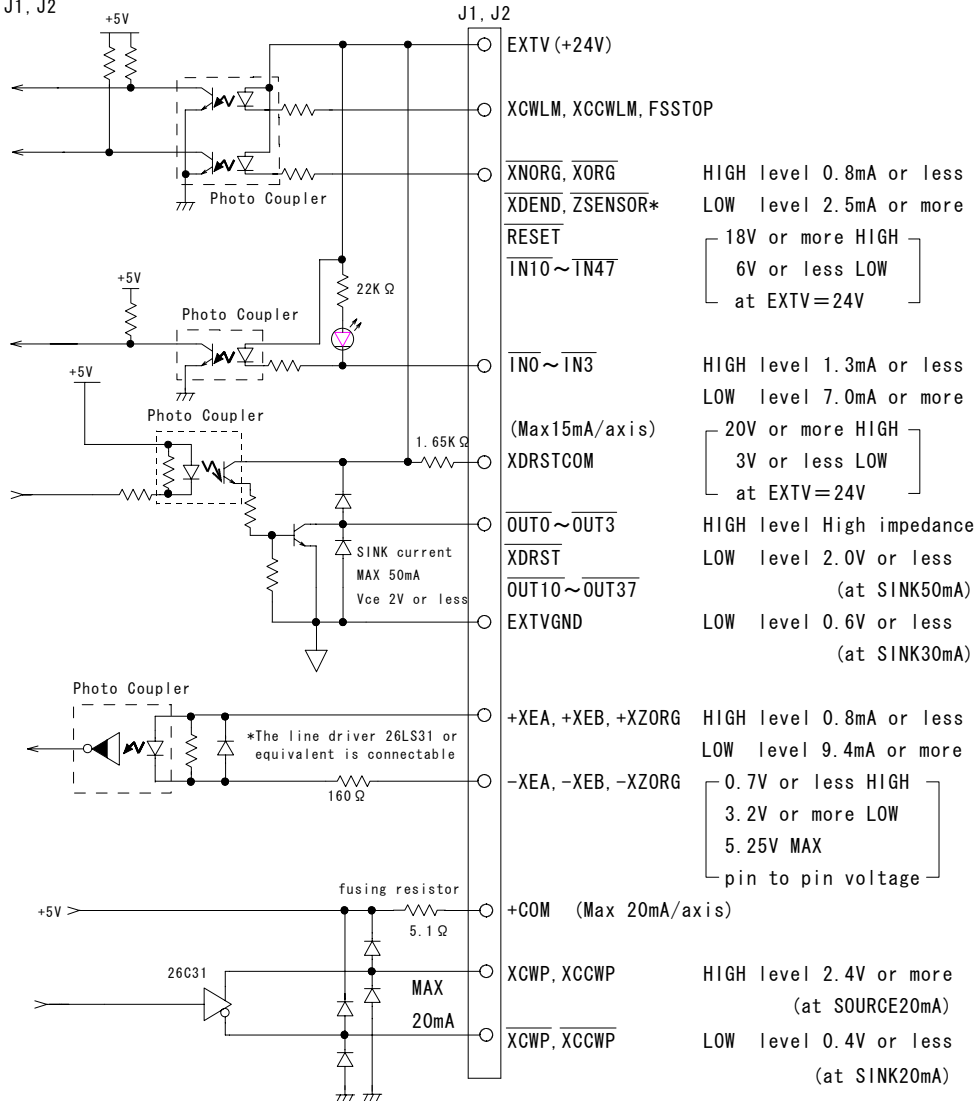 J1, J2
J1, J2
+5V
EXTV(+24V)
XCWLM, XCCWLM, FSSTOP
XNORG, XORG HIGH level 0.8mA or less
Photo Coupler
XDEND, ZSENSOR* LOW level 2.5mA or more
RESET 18V or more HIGH
IN10~IN47 6V or less LOW
at EXTV=24V
+5V
22KΩ
Photo Coupler
IN0~IN3 HIGH level 1.3mA or less
+5V
LOW level 7.0mA or more
Photo Coupler
(Max15mA/axis) 20V or more HIGH
1.65KΩ
XDRSTCOM 3V or less LOW
at EXTV=24V
OUT0~OUT3 HIGH level High impedance
SINK current
XDRST LOW level 2.0V or less
MAX 50mA
OUT10~OUT37 (at SINK50mA)
Vce 2V or less
EXTVGND LOW level 0.6V or less
(at SINK30mA)
Photo Coupler
+XEA, +XEB, +XZORG HIGH level 0.8mA or less
*The line driver 26LS31 or
equivalent is connectable
LOW level 9.4mA or more
-XEA, -XEB, -XZORG 0.7V or less HIGH
160Ω
3.2V or more LOW
5.25V MAX
pin to pin voltage
fusing resistor
+5V
+COM (Max 20mA/axis)
5.1Ω
26C31
XCWP, XCCWP HIGH level 2.4V or more
MAX
(at SOURCE20mA)
20mA
XCWP, XCCWP LOW level 0.4V or less
(at SINK20mA)